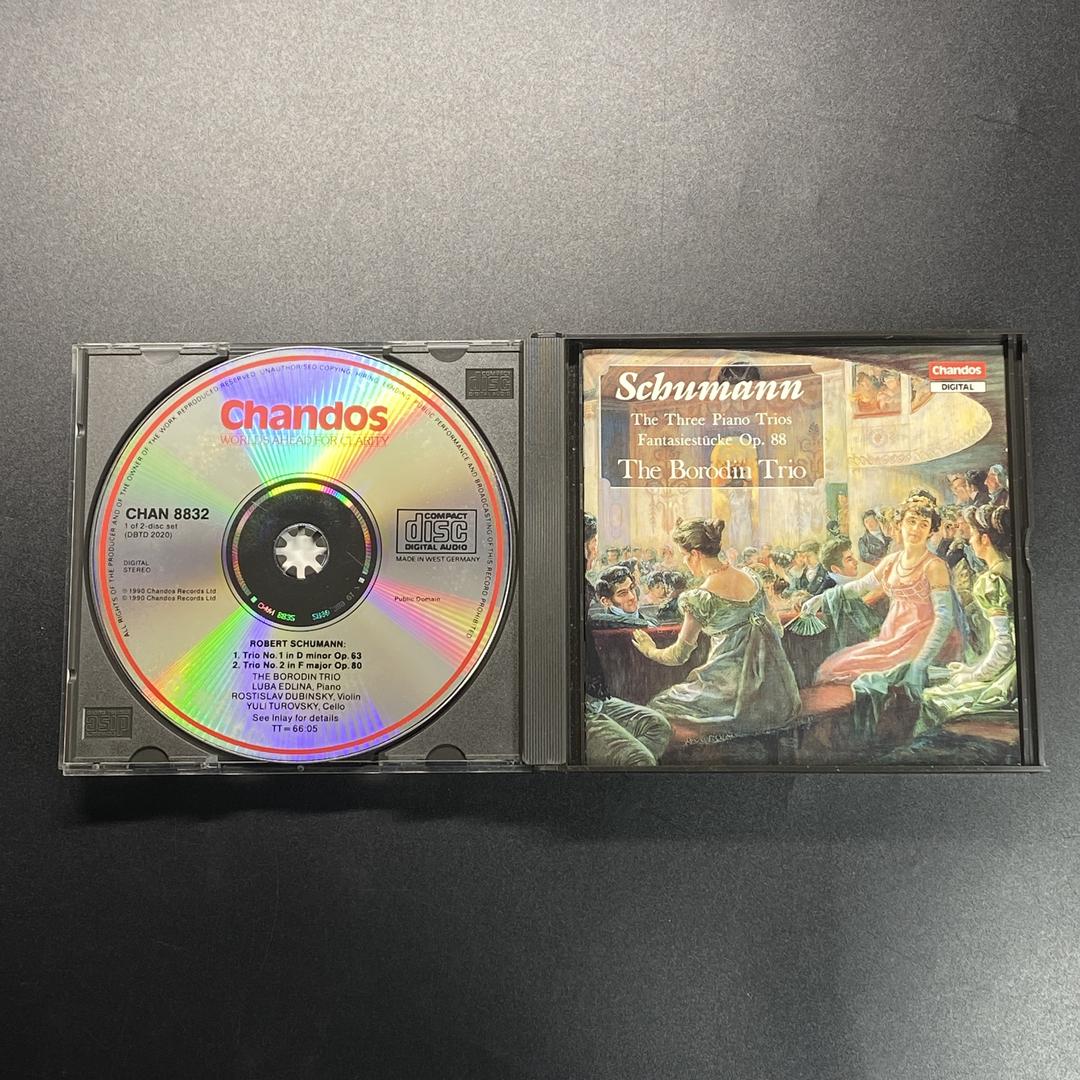 ALL RIGHTS OF THE PRODUCER AND OF THE OWNER OF THE WORK REPRODUCED RESERVED. UNAUTHORISED COPYING, HIRING, LENDING, PUBLIC PERFORMANCE AND BROADCASTING OF THIS RECORD PROHIBITED
Chandos
WORLDS AHEAD FOR CLARITY
CHAN 8832
1 of 2-disc set
(DBTD 2020)
DIGITAL
STEREO
COMPACT
disc
DIGITAL AUDIO
MADE IN WEST GERMANY
℗ 1990 Chandos Records Ltd
© 1990 Chandos Records Ltd
Public Domain
ROBERT SCHUMANN:
1. Trio No. 1 in D minor Op. 63
2. Trio No. 2 in F major Op. 80
THE BORODIN TRIO
LUBA EDLINA, Piano
ROSTISLAV DUBINSKY, Violin
YULI TUROVSKY, Cello
See Inlay for details
TT = 66:05
COMPACT
disc
DIGITAL AUDIO
disc
Schumann
The Three Piano Trios
Fantasiestücke Op. 88
The Borodin Trio
Chandos
DIGITAL